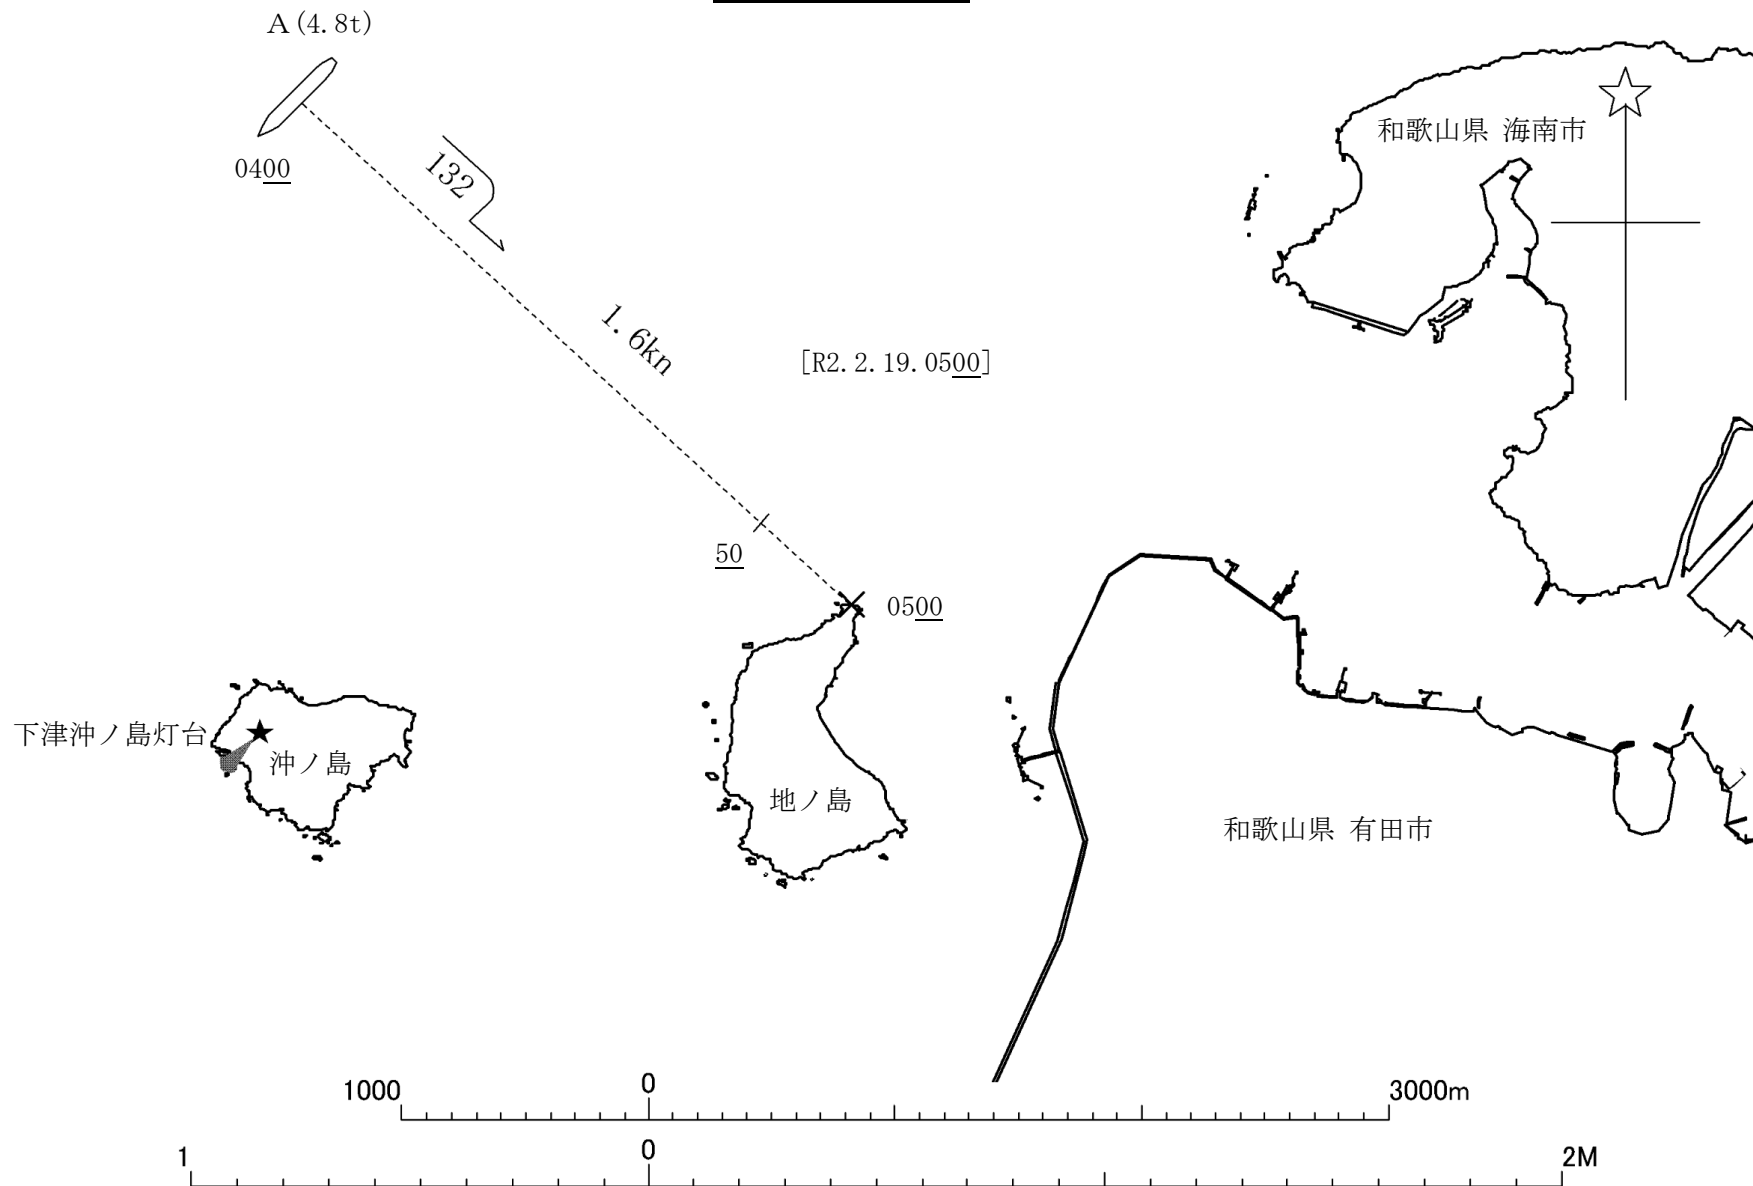 A(4.8t)
0400
132
1.6kn
[R2.2.19.0500]
和歌山県 海南市
50
0500
下津沖ノ島灯台
沖ノ島
地ノ島
和歌山県 有田市
1000
0
3000m
1
0
2M